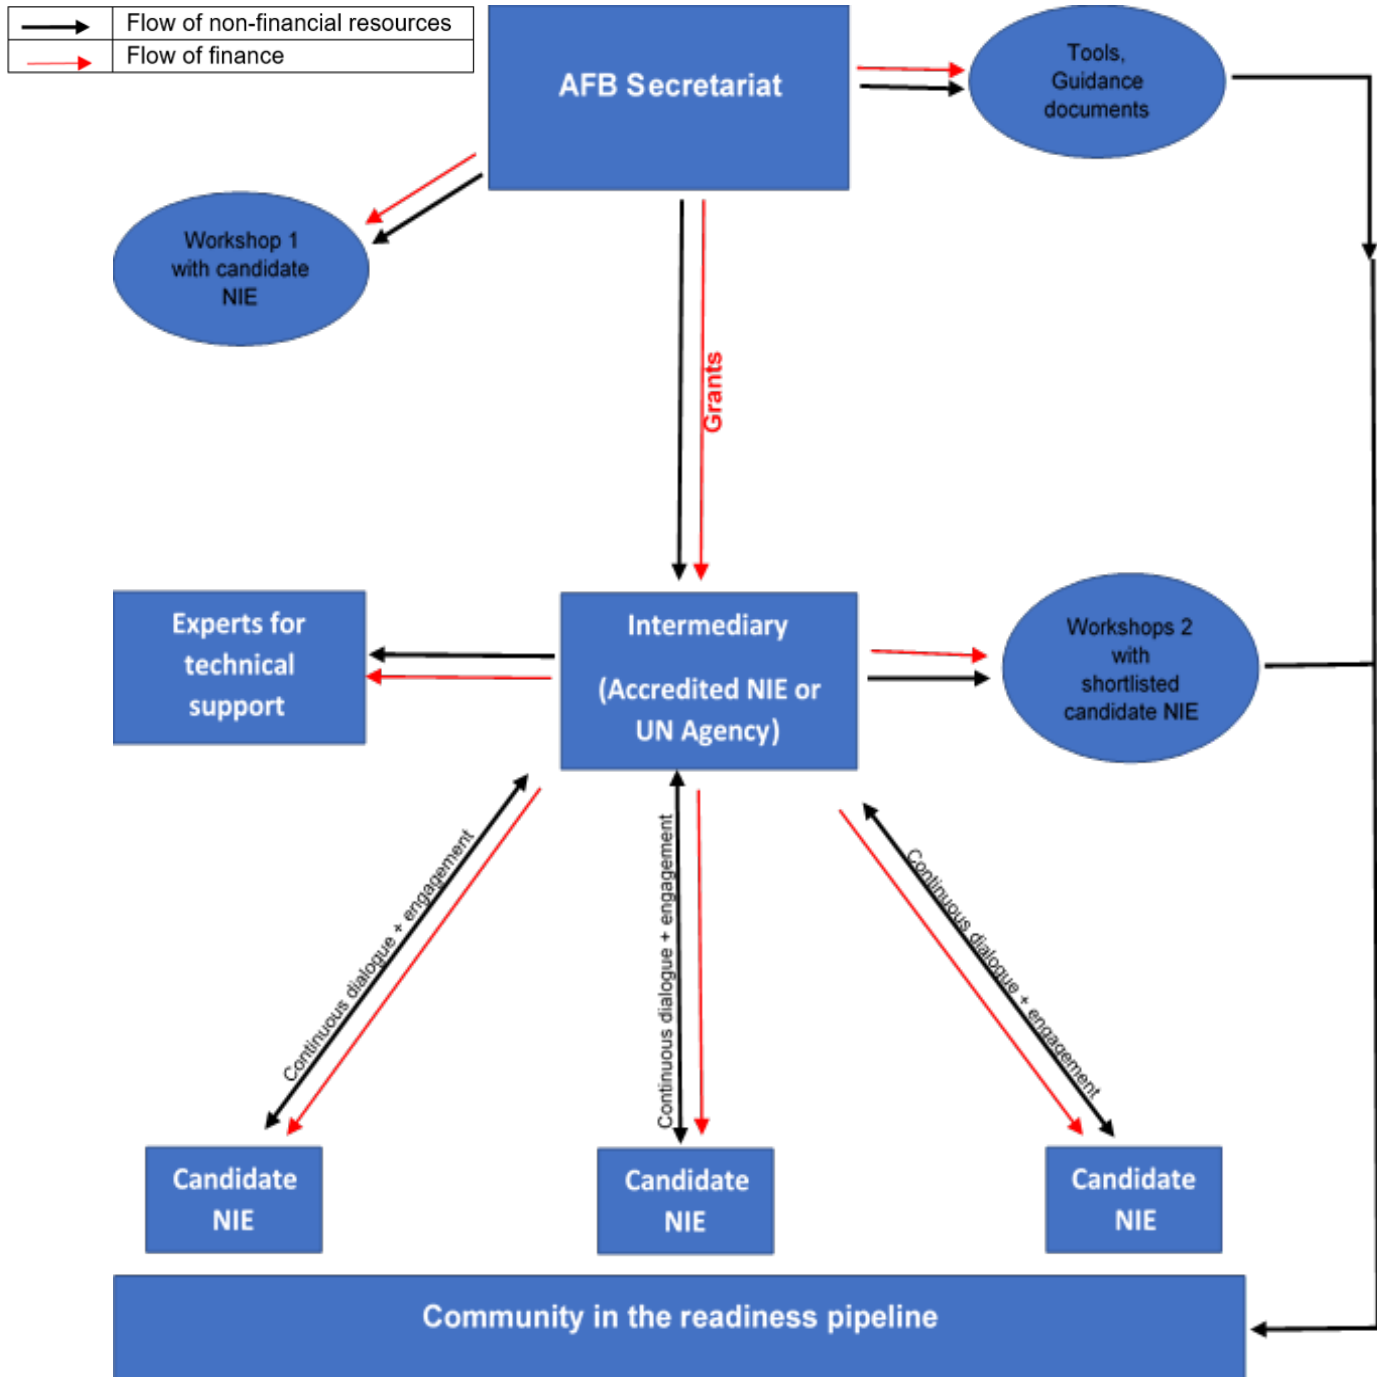 Flow of non-financial resources
Flow of finance
AFB Secretariat
Tools,
Guidance
documents
Workshop 1
with candidate
NIE
Grants
Experts for
technical
support
Intermediary
(Accredited NIE or
UN Agency)
Workshops 2
with
shortlisted
candidate NIE
Continuous dialogue + engagement
Continuous dialogue + engagement
Continuous dialogue + engagement
Candidate
NIE
Candidate
NIE
Candidate
NIE
Community in the readiness pipeline